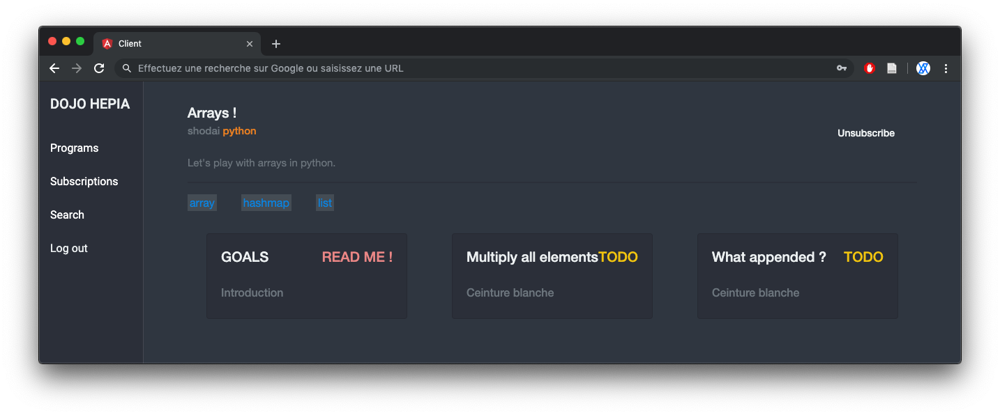 Client
Effectuez une recherche sur Google ou saisissez une URL
DOJO HEPIA
Programs
Subscriptions
Search
Log out
Arrays !
shodai python
Unsubscribe
Let's play with arrays in python.
array hashmap list
GOALS READ ME !
Introduction
Multiply all elementsTODO
Ceinture blanche
What appended ? TODO
Ceinture blanche